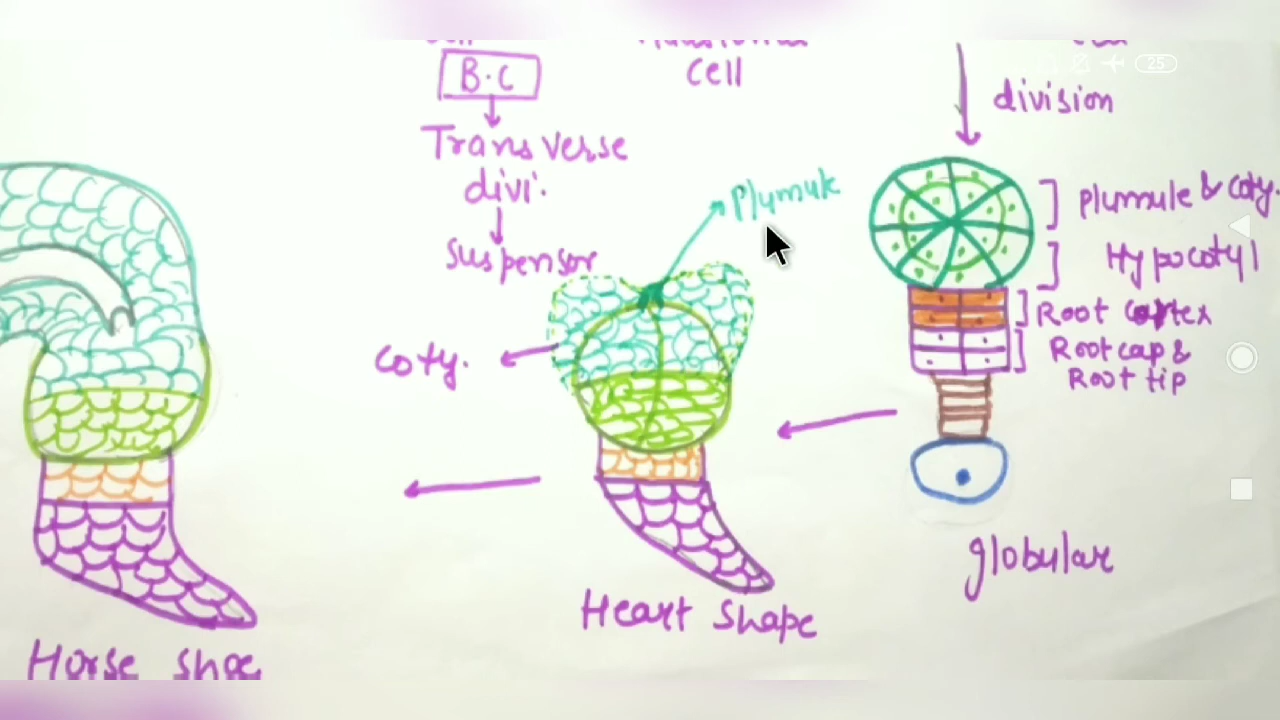 25
B.C
Cell
division
Transverse
divi.
Suspensor
Plumule
Plumule & Coty.
Hypocotyl
Root Cortex
Root cap &
Root tip
Coty.
globular
Heart Shape
Horse shoe